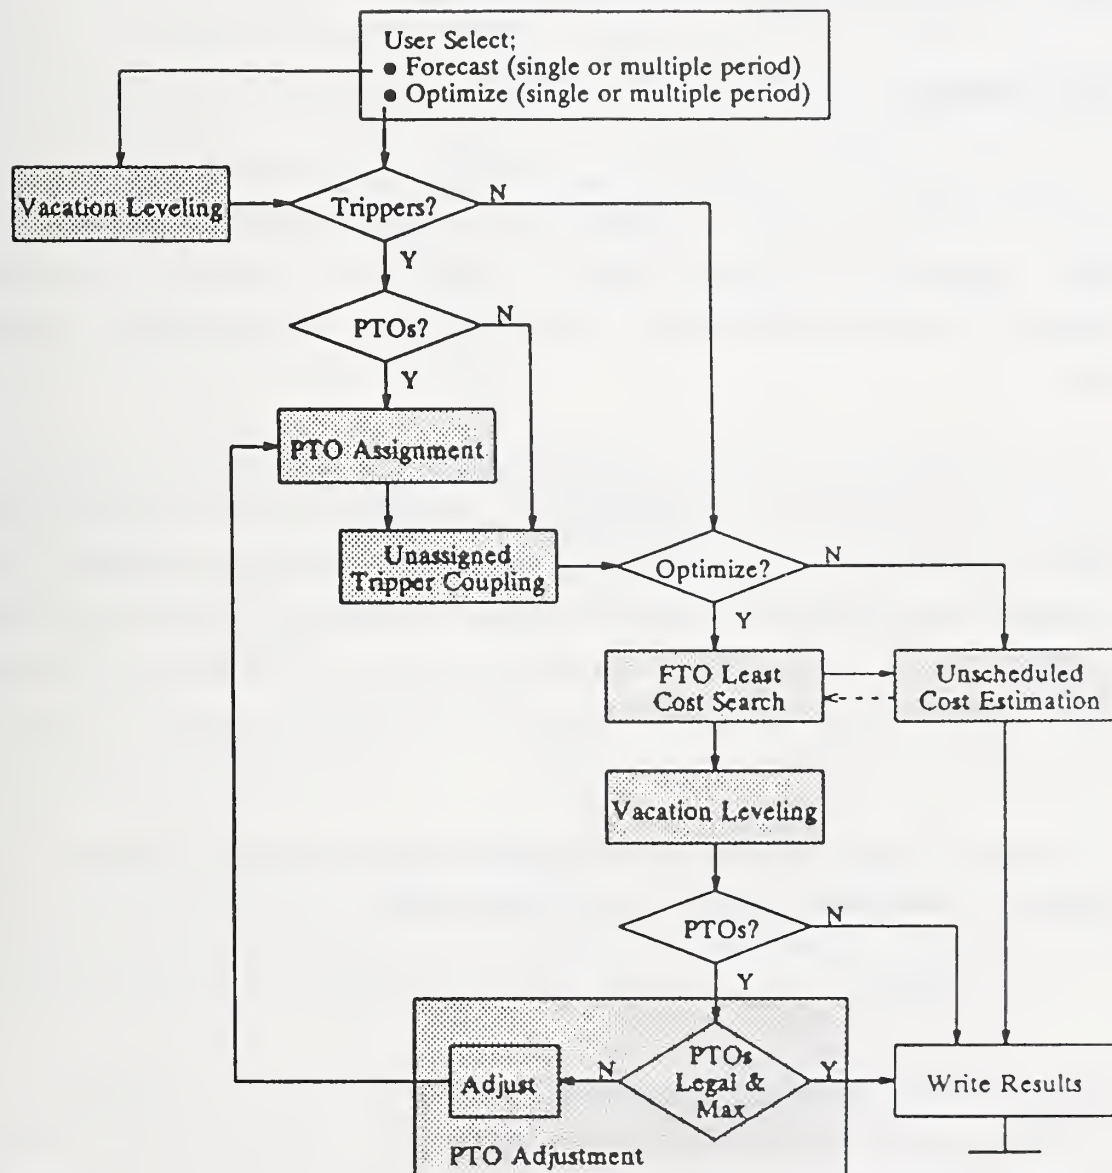 User Select;
• Forecast (single or multiple period)
• Optimize (single or multiple period)
Vacation Leveling
Trippers?
N
Y
PTOs?
N
Y
PTO Assignment
Unassigned
Tripper Coupling
Optimize?
N
Y
FTO Least
Cost Search
Unscheduled
Cost Estimation
Vacation Leveling
PTOs?
N
Y
Adjust
N
PTOs
Legal &
Max
Y
Write Results
PTO Adjustment